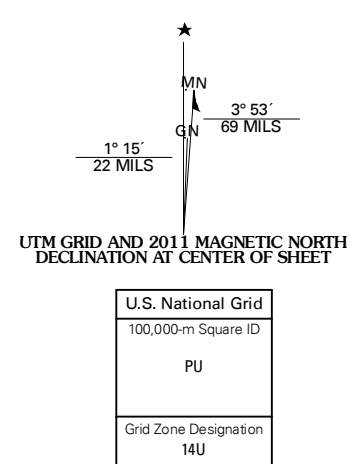 ★
MN
3° 53´
69 MILS
GN
1° 15´
22 MILS
UTM GRID AND 2011 MAGNETIC NORTH
DECLINATION AT CENTER OF SHEET
U.S. National Grid
100,000-m Square ID
PU
Grid Zone Designation
14U